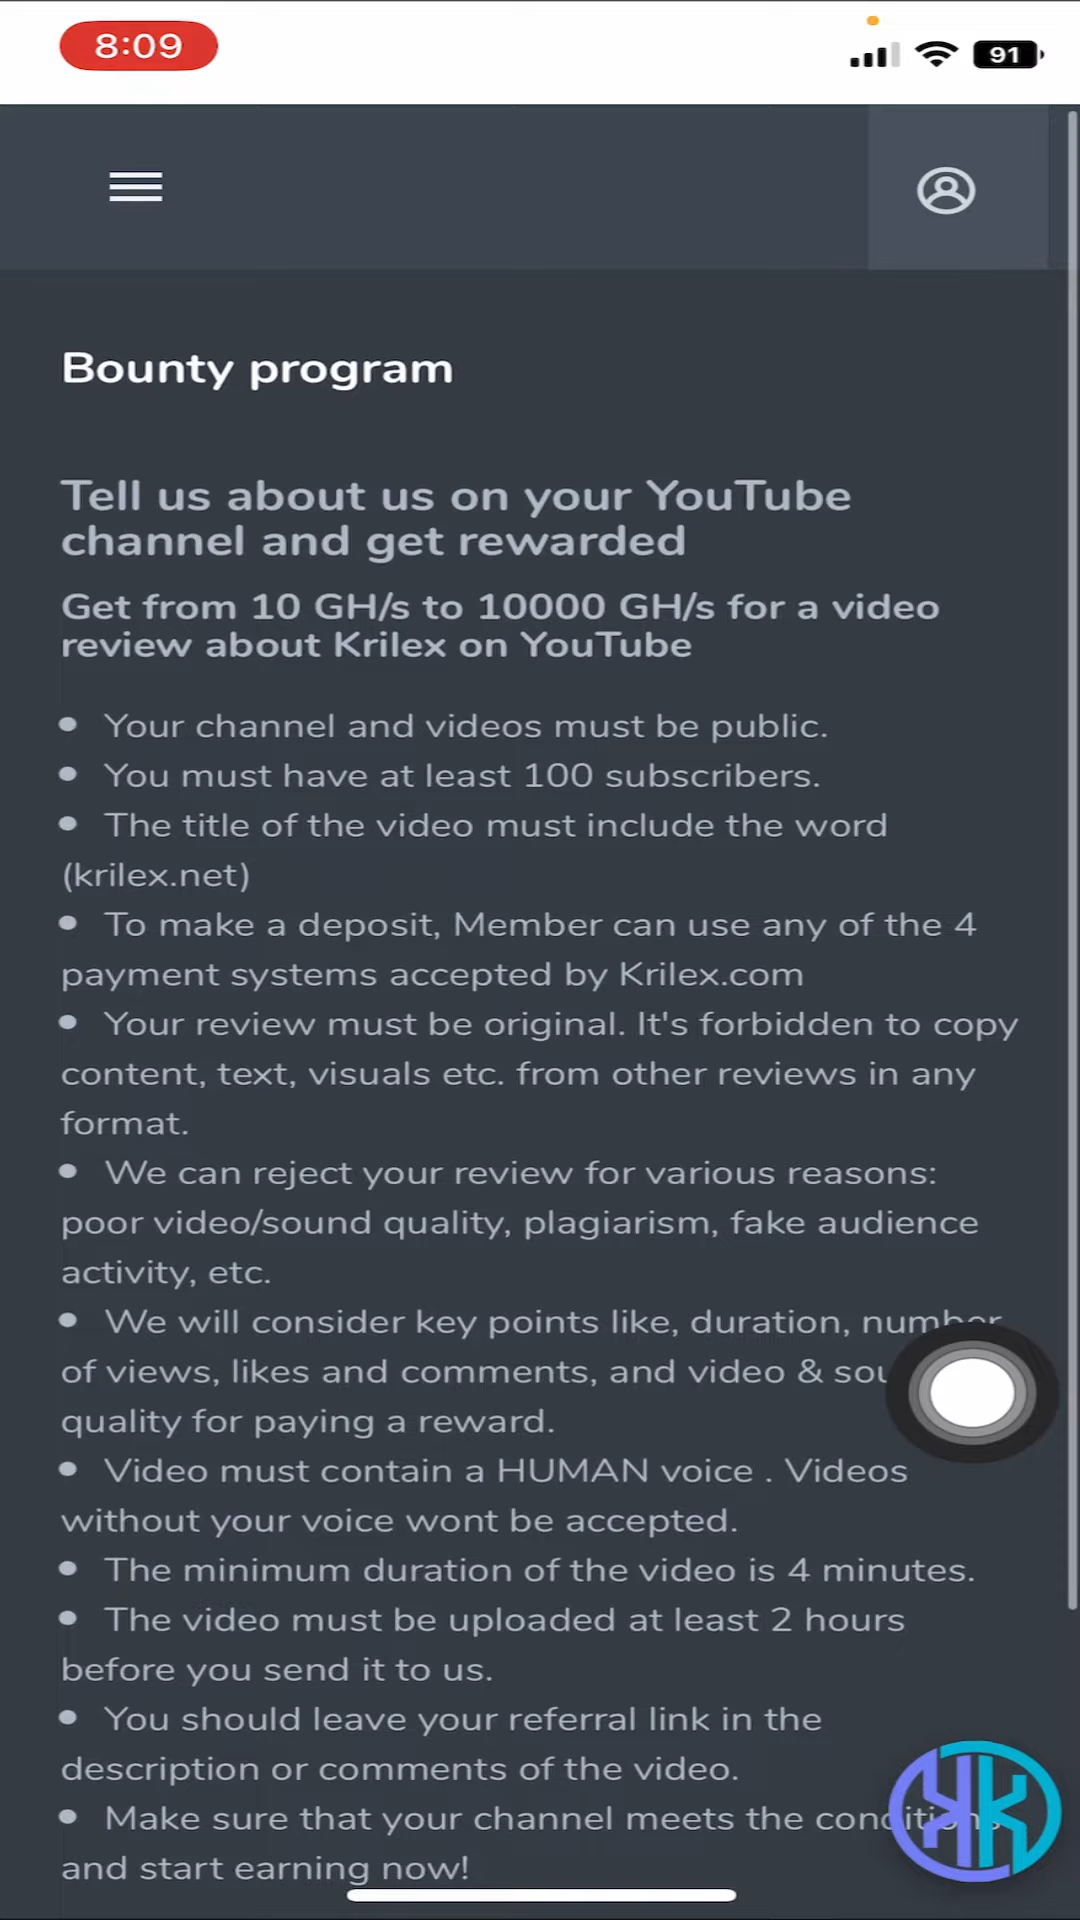 8:09
91
Bounty program
Tell us about us on your YouTube
channel and get rewarded
Get from 10 GH/s to 10000 GH/s for a video
review about Krilex on YouTube
• Your channel and videos must be public.
• You must have at least 100 subscribers.
• The title of the video must include the word
(krilex.net)
• To make a deposit, Member can use any of the 4
payment systems accepted by Krilex.com
• Your review must be original. It's forbidden to copy
content, text, visuals etc. from other reviews in any
format.
• We can reject your review for various reasons:
poor video/sound quality, plagiarism, fake audience
activity, etc.
• We will consider key points like, duration, number
of views, likes and comments, and video & sou
quality for paying a reward.
• Video must contain a HUMAN voice . Videos
without your voice wont be accepted.
• The minimum duration of the video is 4 minutes.
• The video must be uploaded at least 2 hours
before you send it to us.
• You should leave your referral link in the
description or comments of the video.
• Make sure that your channel meets the conditions
and start earning now!